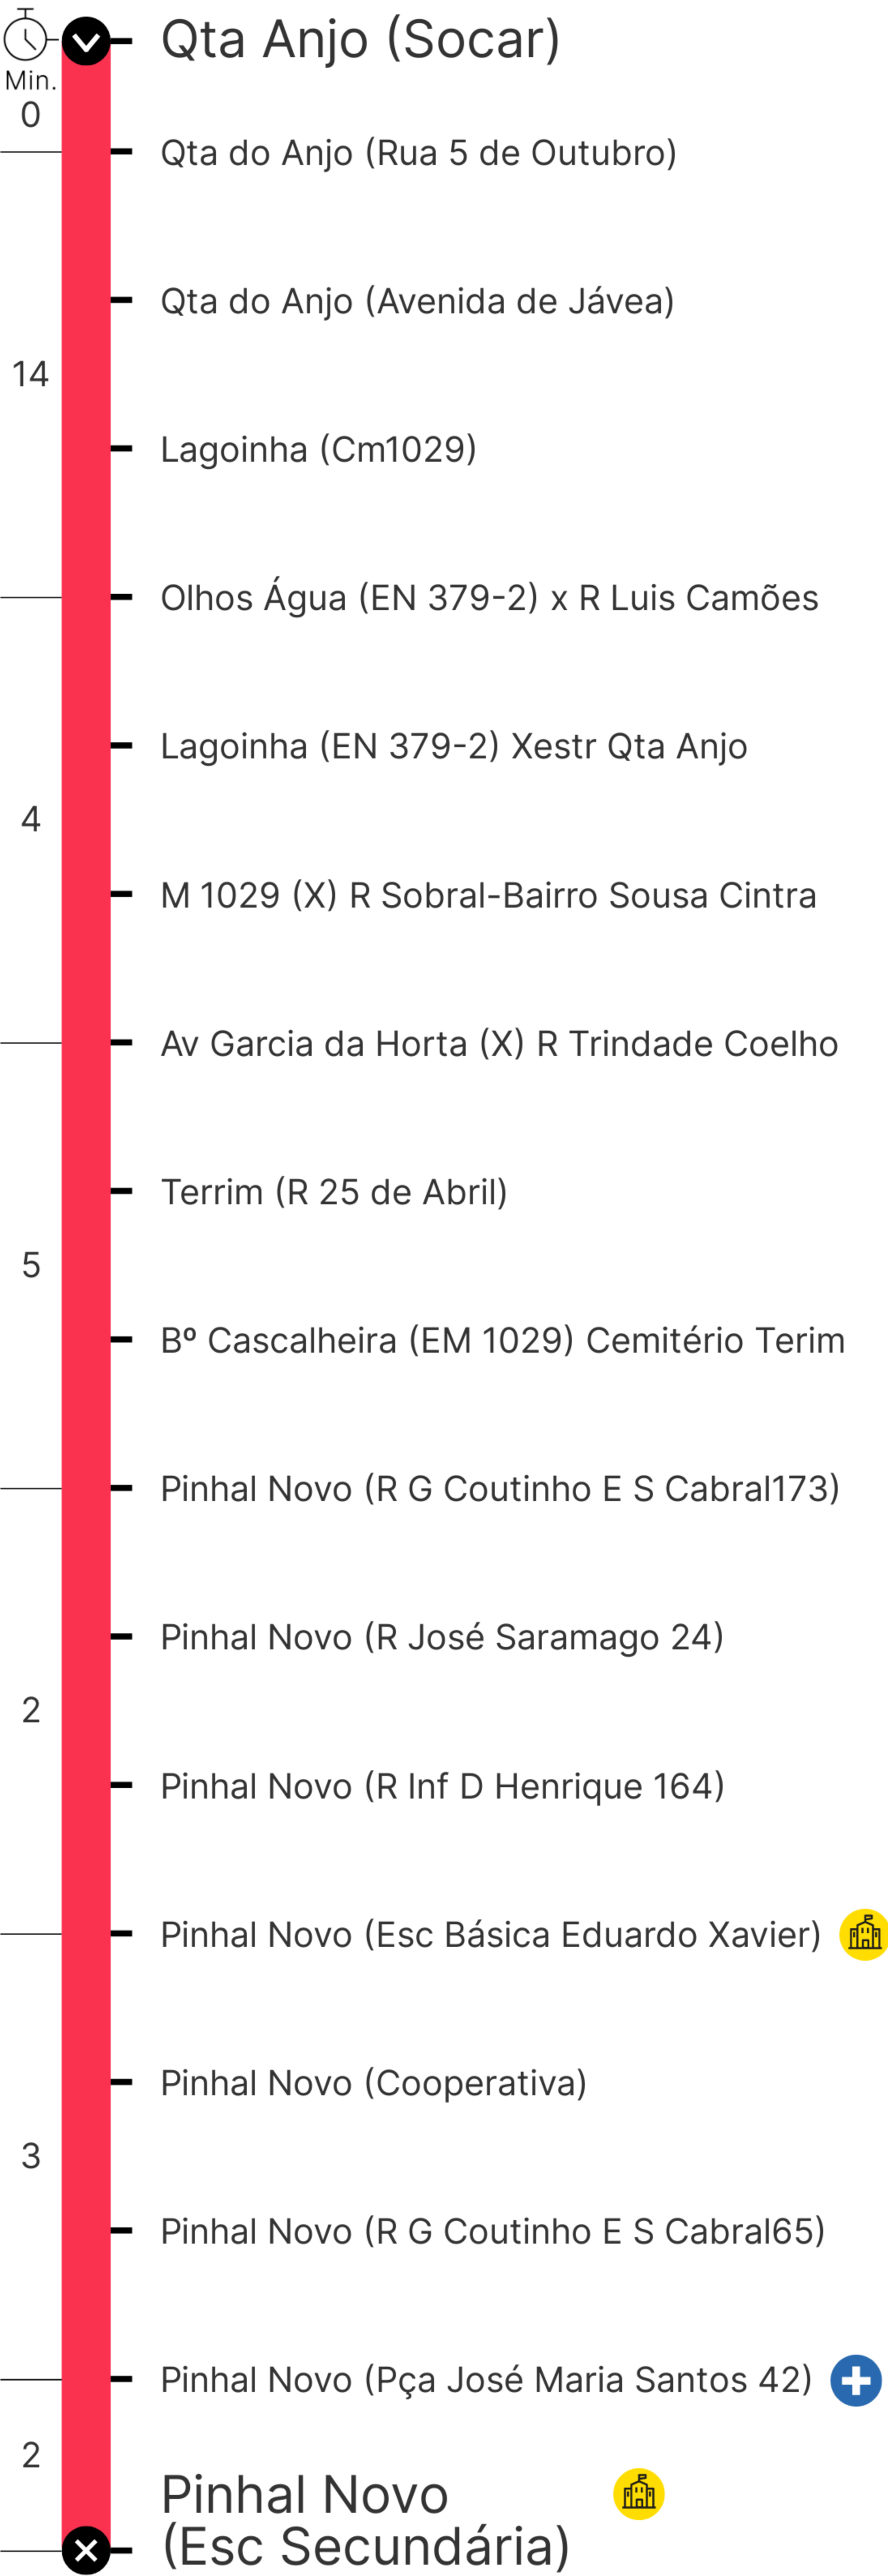 Qta Anjo (Socar)
Min.
0
Qta do Anjo (Rua 5 de Outubro)
Qta do Anjo (Avenida de Jávea)
14
Lagoinha (Cm1029)
Olhos Água (EN 379-2) x R Luis Camões
Lagoinha (EN 379-2) Xestr Qta Anjo
4
M 1029 (X) R Sobral-Bairro Sousa Cintra
Av Garcia da Horta (X) R Trindade Coelho
Terrim (R 25 de Abril)
5
Bº Cascalheira (EM 1029) Cemitério Terim
Pinhal Novo (R G Coutinho E S Cabral173)
Pinhal Novo (R José Saramago 24)
2
Pinhal Novo (R Inf D Henrique 164)
Pinhal Novo (Esc Básica Eduardo Xavier)
Pinhal Novo (Cooperativa)
3
Pinhal Novo (R G Coutinho E S Cabral65)
Pinhal Novo (Pça José Maria Santos 42)
2
Pinhal Novo
(Esc Secundária)